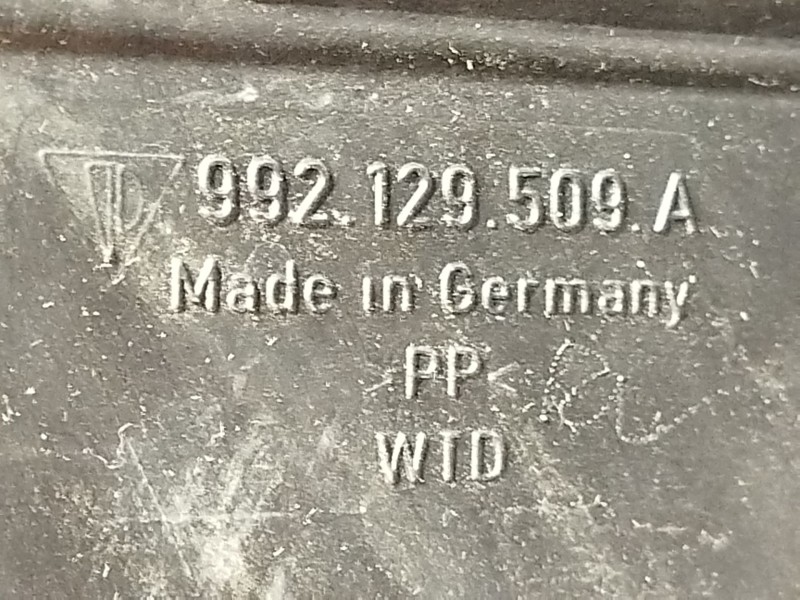 992.129.509.A
Made in Germany
>PP<
WTD